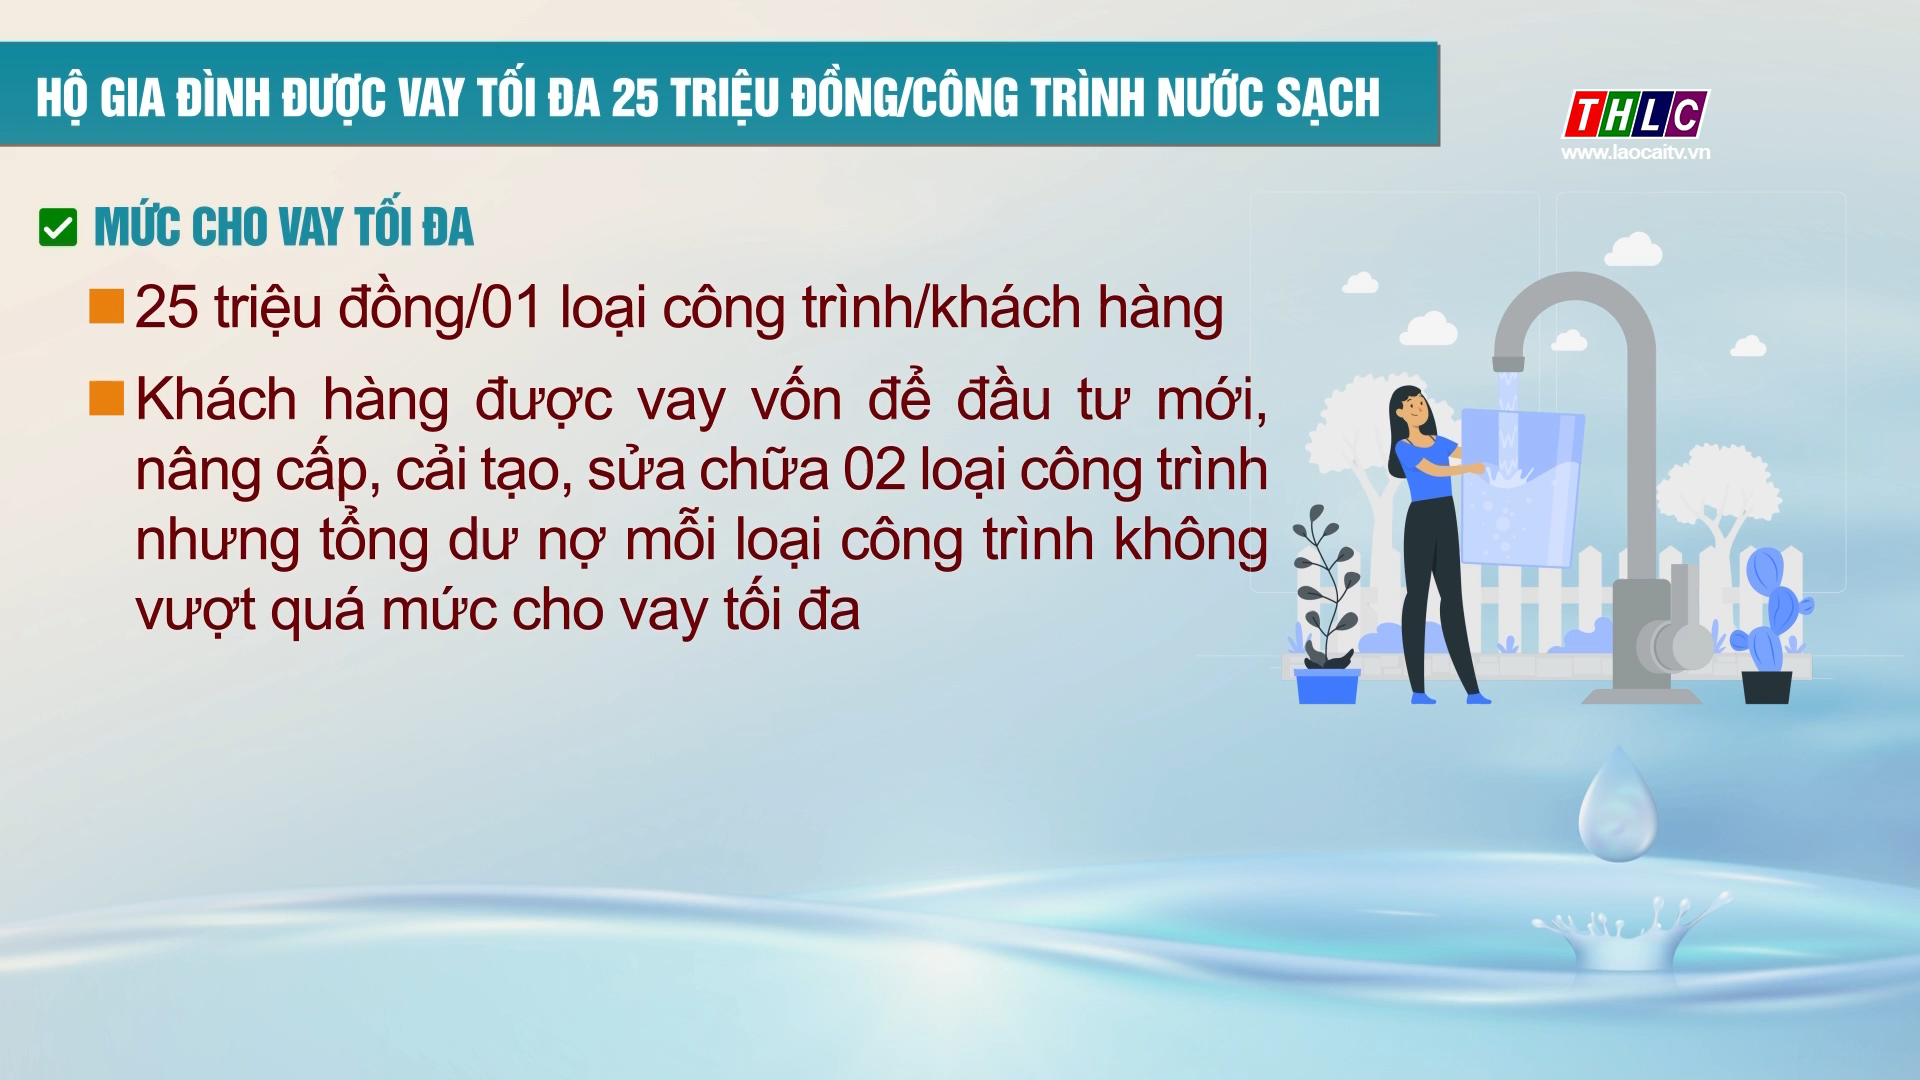 HỘ GIA ĐÌNH ĐƯỢC VAY TỐI ĐA 25 TRIỆU ĐỒNG/CÔNG TRÌNH NƯỚC SẠCH
THLC
www.laocaitv.vn
MỨC CHO VAY TỐI ĐA
25 triệu đồng/01 loại công trình/khách hàng
Khách hàng được vay vốn để đầu tư mới,
nâng cấp, cải tạo, sửa chữa 02 loại công trình
nhưng tổng dư nợ mỗi loại công trình không
vượt quá mức cho vay tối đa